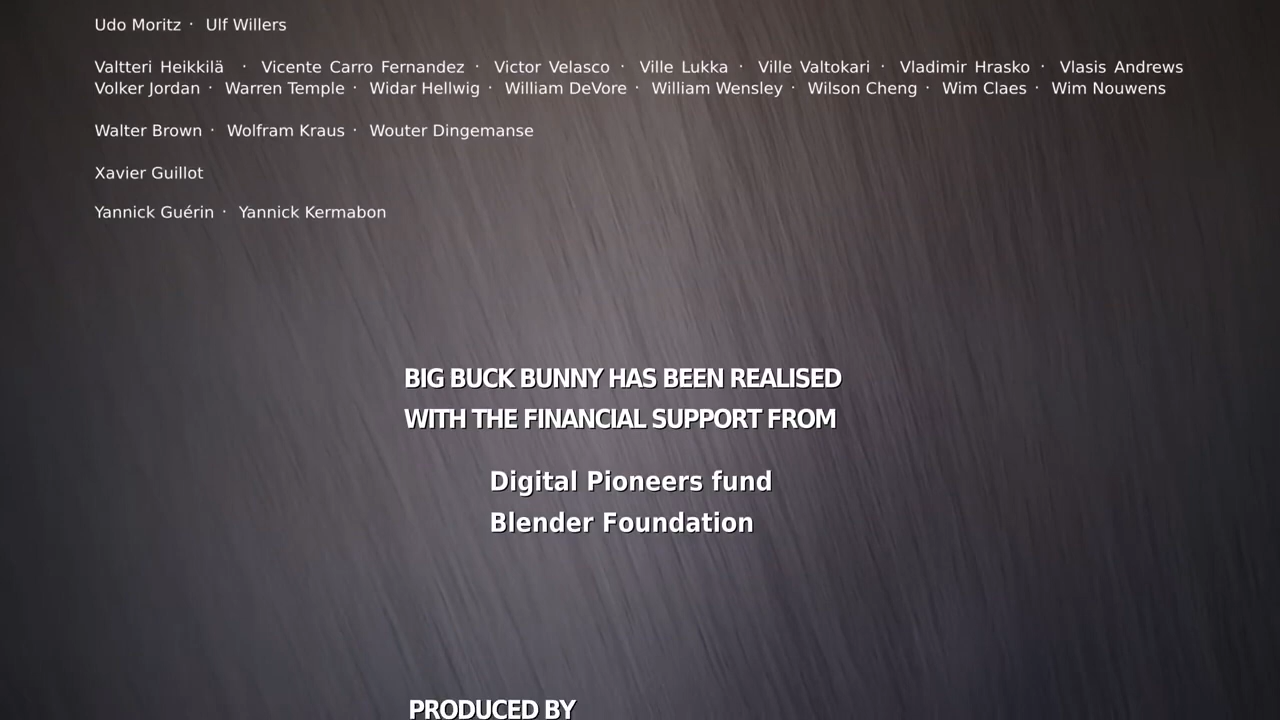 Udo Moritz · Ulf Willers
Valtteri Heikkilä · Vicente Carro Fernandez · Victor Velasco · Ville Lukka · Ville Valtokari · Vladimir Hrasko · Vlasis Andrews
Volker Jordan · Warren Temple · Widar Hellwig · William DeVore · William Wensley · Wilson Cheng · Wim Claes · Wim Nouwens
Walter Brown · Wolfram Kraus · Wouter Dingemanse
Xavier Guillot
Yannick Guérin · Yannick Kermabon
BIG BUCK BUNNY HAS BEEN REALISED
WITH THE FINANCIAL SUPPORT FROM
Digital Pioneers fund
Blender Foundation
PRODUCED BY